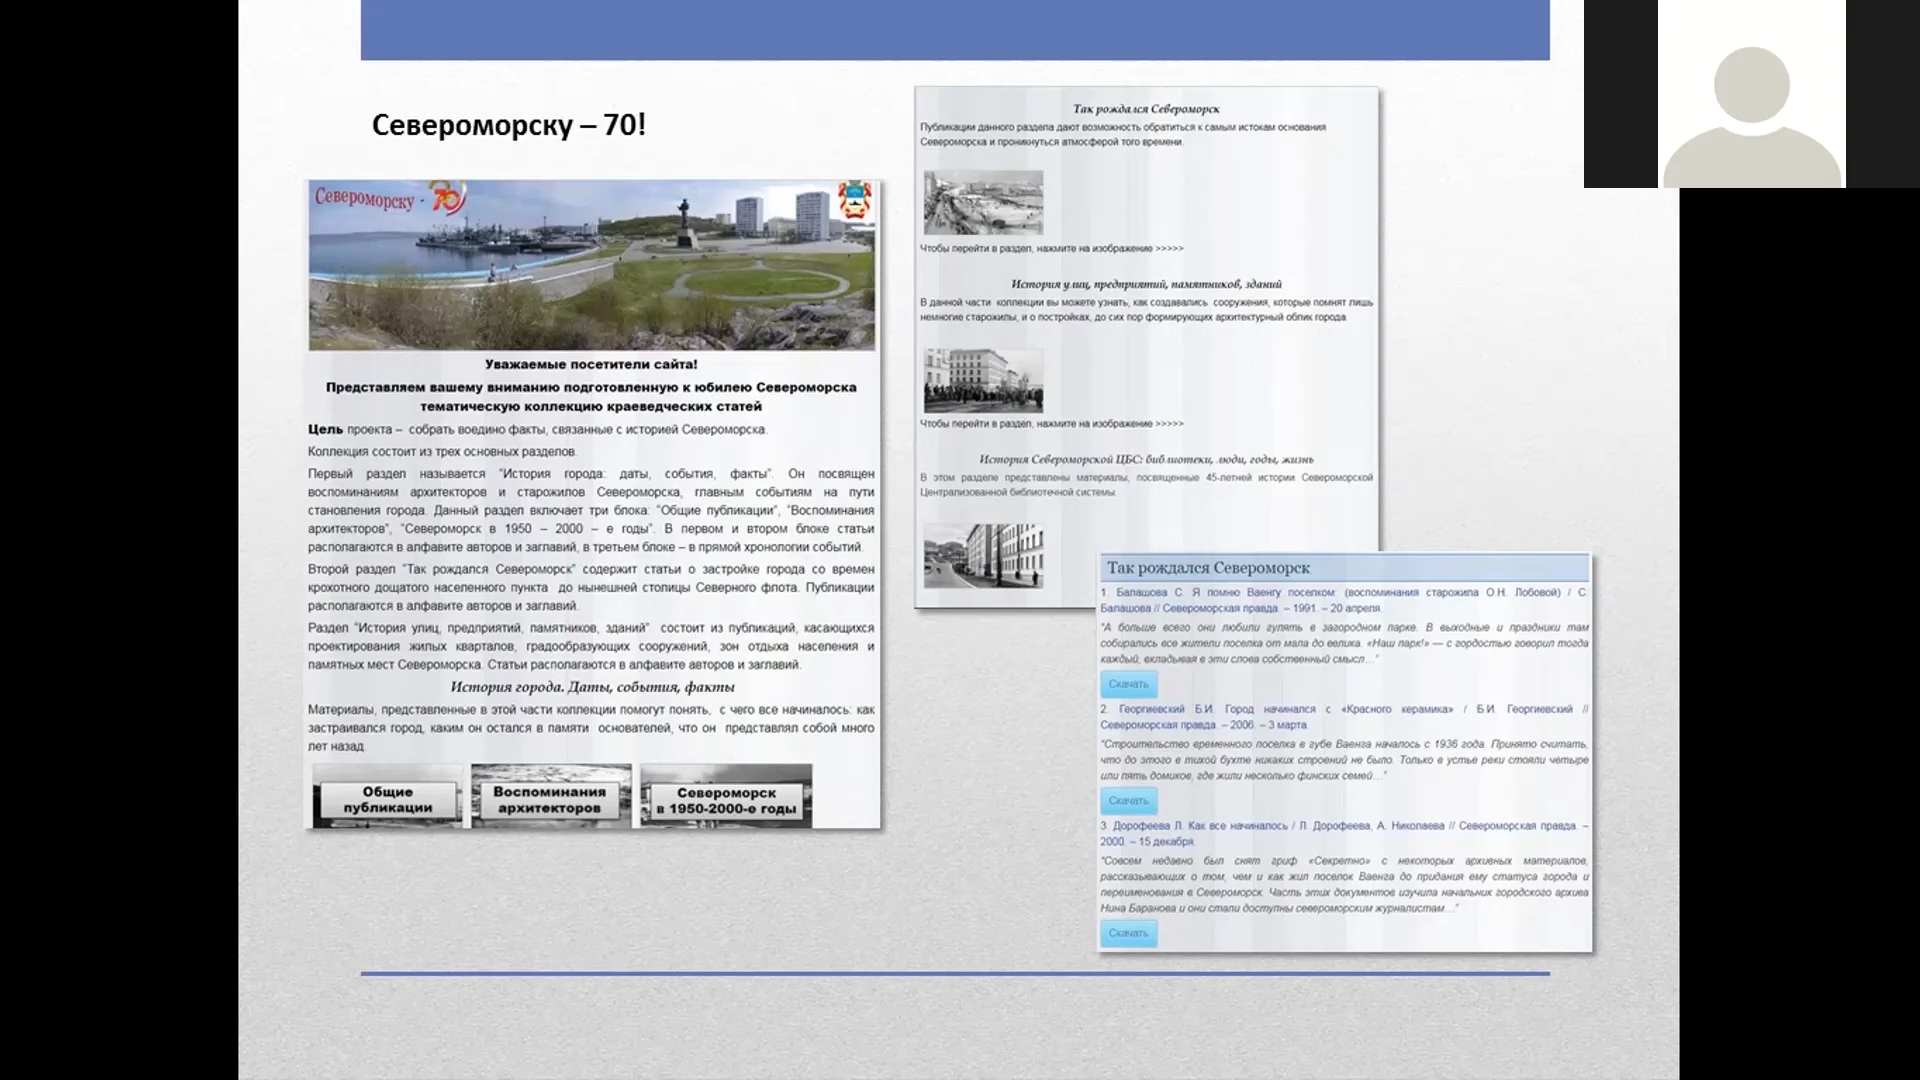 Североморску – 70!
Североморску - 70
Уважаемые посетители сайта!
Представляем вашему вниманию подготовленную к юбилею Североморска
тематическую коллекцию краеведческих статей
Цель проекта – собрать воедино факты, связанные с историей Североморска.
Коллекция состоит из трех основных разделов.
Первый раздел называется "История города: даты, события, факты". Он посвящен
воспоминаниям архитекторов и старожилов Североморска, главным событиям на пути
становления города. Данный раздел включает три блока: "Общие публикации", "Воспоминания
архитекторов", "Североморск в 1950 – 2000 – е годы". В первом и втором блоке статьи
располагаются в алфавите авторов и заглавий, в третьем блоке – в прямой хронологии событий.
Второй раздел "Так рождался Североморск" содержит статьи о застройке города со времен
крохотного дощатого населенного пункта до нынешней столицы Северного флота. Публикации
располагаются в алфавите авторов и заглавий.
Раздел "История улиц, предприятий, памятников, зданий" состоит из публикаций, касающихся
проектирования жилых кварталов, градообразующих сооружений, зон отдыха населения и
памятных мест Североморска. Статьи располагаются в алфавите авторов и заглавий.
История города. Даты, события, факты
Материалы, представленные в этой части коллекции помогут понять, с чего все начиналось: как
застраивался город, каким он остался в памяти основателей, что он представлял собой много
лет назад.
Общие
публикации
Воспоминания
архитекторов
Североморск
в 1950-2000-е годы
Так рождался Североморск
Публикации данного раздела дают возможность обратиться к самым истокам основания
Североморска и проникнуться атмосферой того времени.
Чтобы перейти в раздел, нажмите на изображение >>>>>
История улиц, предприятий, памятников, зданий
В данной части коллекции вы можете узнать, как создавались сооружения, которые помнят лишь
немногие старожилы, и о постройках, до сих пор формирующих архитектурный облик города
Чтобы перейти в раздел, нажмите на изображение >>>>>
История Североморской ЦБС: библиотеки, люди, годы, жизнь
В этом разделе представлены материалы, посвященные 45-летней истории Североморской
Централизованной библиотечной системы.
Так рождался Североморск
1. Балашова С. Я помню Ваенгу поселком: (воспоминания старожила О.Н. Лобовой) / С.
Балашова // Североморская правда. – 1991. – 20 апреля.
"А больше всего они любили гулять в загородном парке. В выходные и праздники там
собирались все жители поселка от мала до велика. «Наш парк!» — с гордостью говорил тогда
каждый, вкладывая в эти слова собственный смысл..."
Скачать
2. Георгиевский Б.И. Город начинался с «Красного керамика» / Б.И. Георгиевский //
Североморская правда. – 2006. – 3 марта.
"Строительство временного поселка в губе Ваенга началось с 1936 года. Принято считать,
что до этого в тихой бухте никаких строений не было. Только в устье реки стояли четыре
или пять домиков, где жили несколько финских семей..."
Скачать
3. Дорофеева Л. Как все начиналось / Л. Дорофеева, А. Николаева // Североморская правда. –
2000. – 15 декабря.
"Совсем недавно был снят гриф «Секретно» с некоторых архивных материалов,
рассказывающих о том, чем и как жил поселок Ваенга до придания ему статуса города и
переименования в Североморск. Часть этих документов изучила начальник городского архива
Нина Баранова и они стали доступны североморским журналистам..."
Скачать